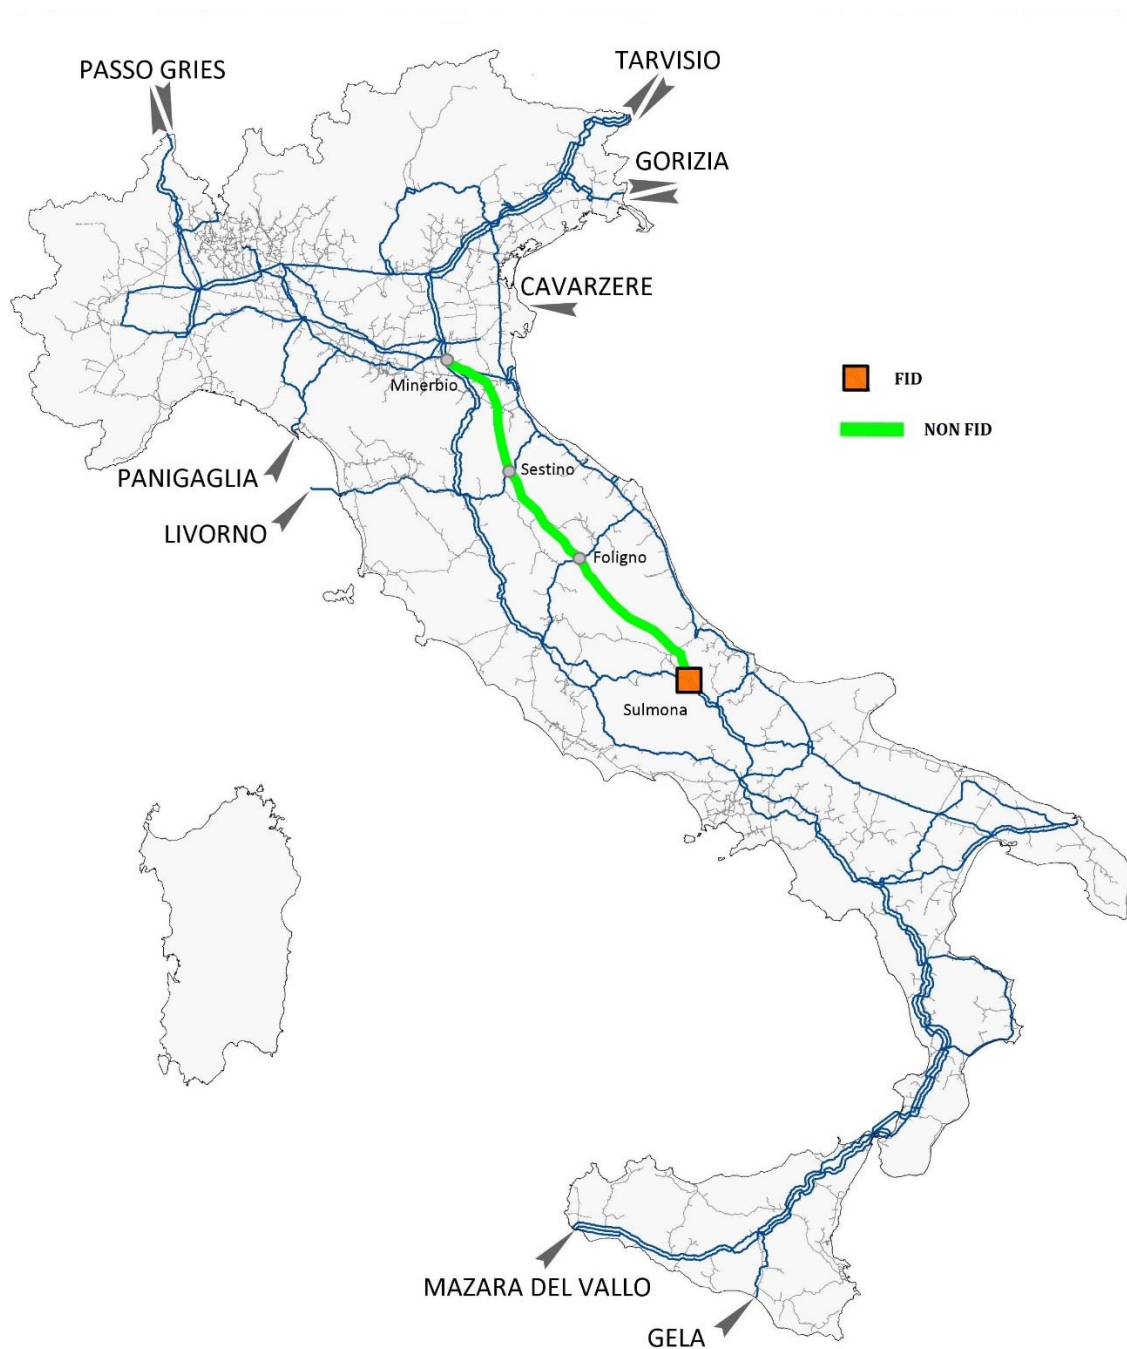 PASSO GRIES
TARVISIO
GORIZIA
CAVARZERE
Minerbio
FID
NON FID
PANIGAGLIA
Sestino
LIVORNO
Foligno
Sulmona
MAZARA DEL VALLO
GELA